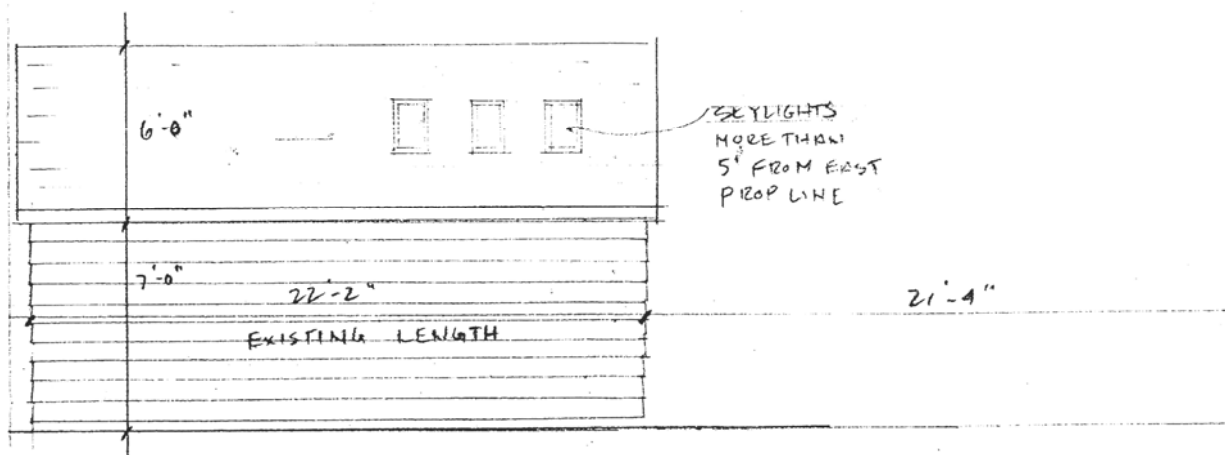 6'-0"
SKYLIGHTS
MORE THAN
5' FROM EAST
PROP LINE
7'-0"
22'-2"
21'-4"
EXISTING LENGTH